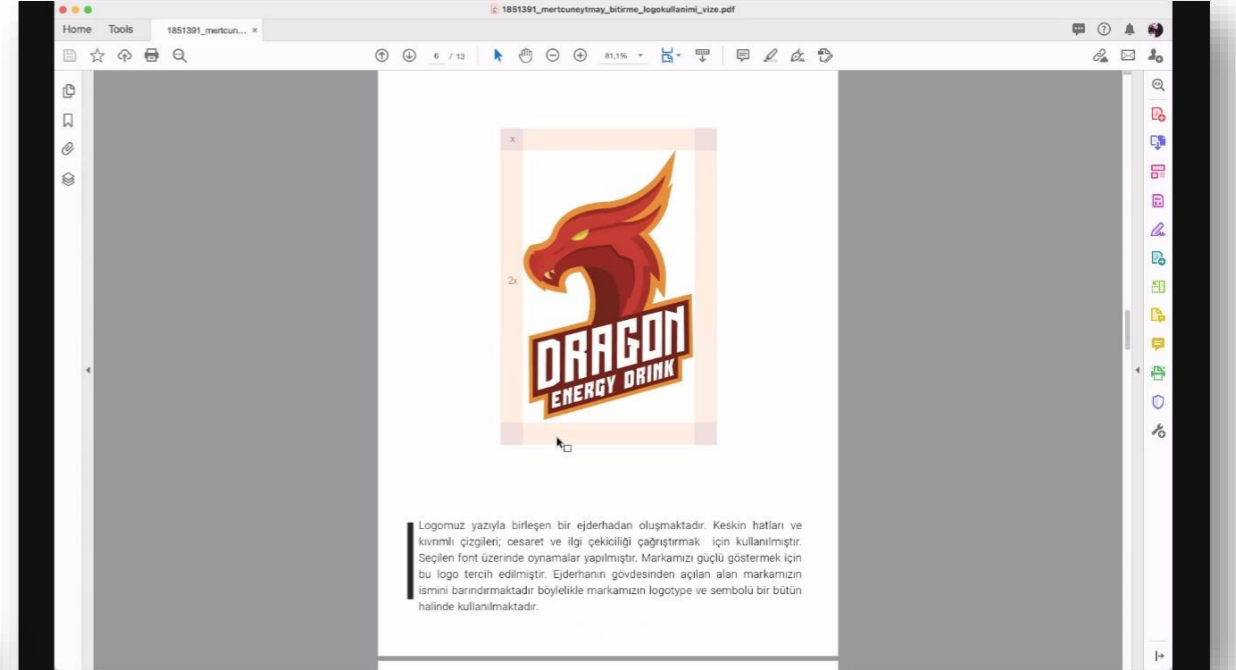 1851391_mertcuneytmay_bitirme_logokullanimi_vize.pdf
Home Tools 1851391_mertcun... ×
6 / 13 81,1%
x
2x
DRAGON
ENERGY DRINK
Logomuz yazıyla birleşen bir ejderhadan oluşmaktadır. Keskin hatları ve
kıvrımlı çizgileri; cesaret ve ilgi çekiciliği çağrıştırmak için kullanılmıştır.
Seçilen font üzerinde oynamalar yapılmıştır. Markamızı güçlü göstermek için
bu logo tercih edilmiştir. Ejderhanın gövdesinden açılan alan markamızın
ismini barındırmaktadır böylelikle markamızın logotype ve sembolü bir bütün
halinde kullanılmaktadır.